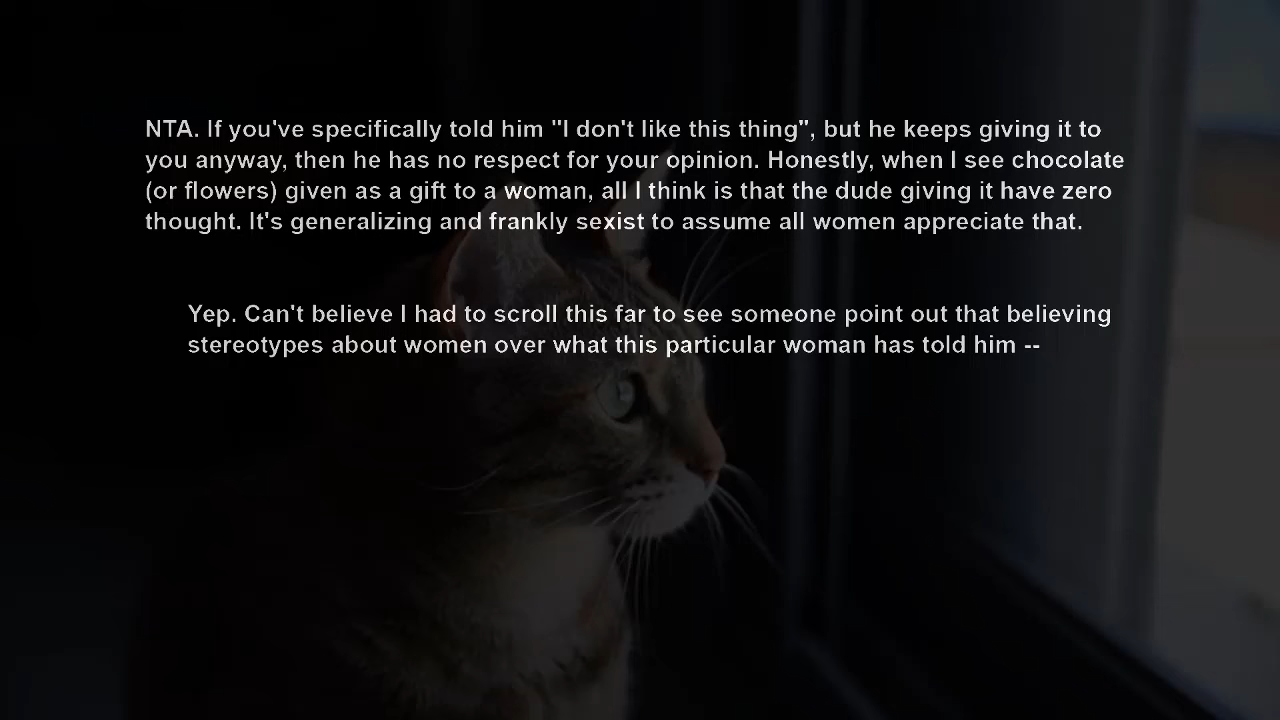 NTA. If you've specifically told him "I don't like this thing", but he keeps giving it to
you anyway, then he has no respect for your opinion. Honestly, when I see chocolate
(or flowers) given as a gift to a woman, all I think is that the dude giving it have zero
thought. It's generalizing and frankly sexist to assume all women appreciate that.
Yep. Can't believe I had to scroll this far to see someone point out that believing
stereotypes about women over what this particular woman has told him --